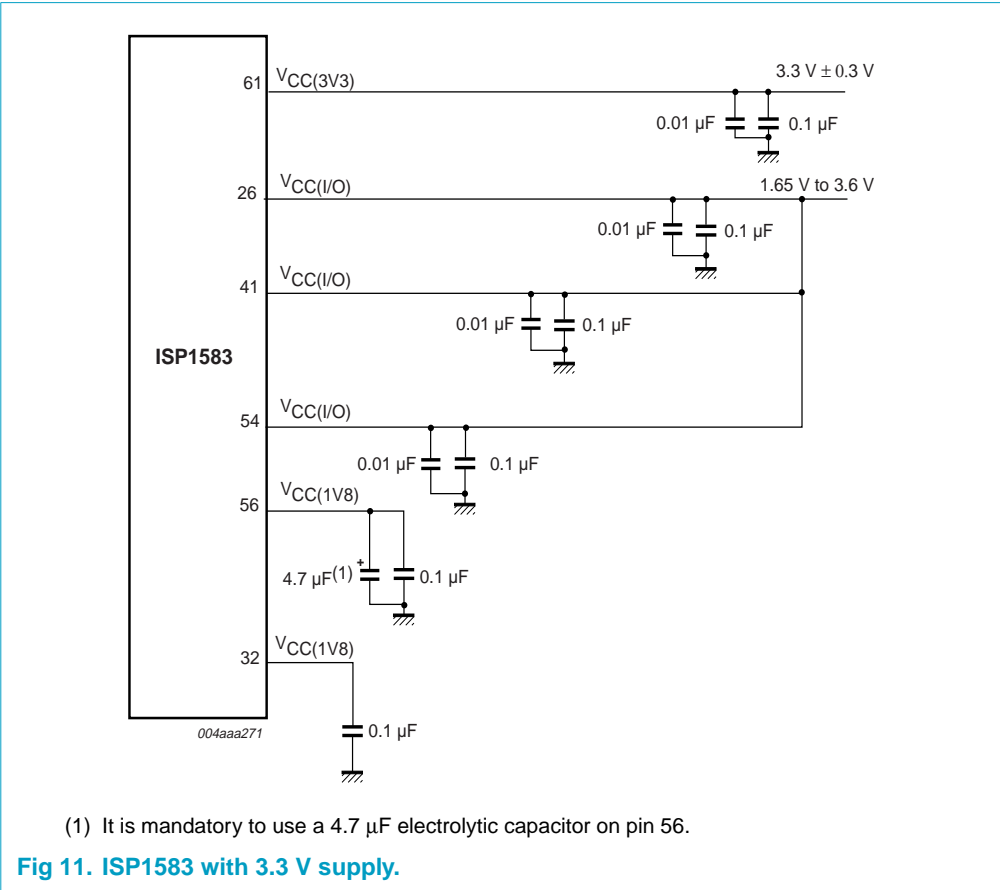 61 VCC(3V3) 3.3 V ± 0.3 V
0.01 µF 0.1 µF
26 VCC(I/O) 1.65 V to 3.6 V
0.01 µF 0.1 µF
41 VCC(I/O)
0.01 µF 0.1 µF
ISP1583
54 VCC(I/O)
0.01 µF 0.1 µF
56 VCC(1V8)
+
4.7 µF(1) 0.1 µF
32 VCC(1V8)
0.1 µF
004aaa271
(1) It is mandatory to use a 4.7 µF electrolytic capacitor on pin 56.
Fig 11. ISP1583 with 3.3 V supply.